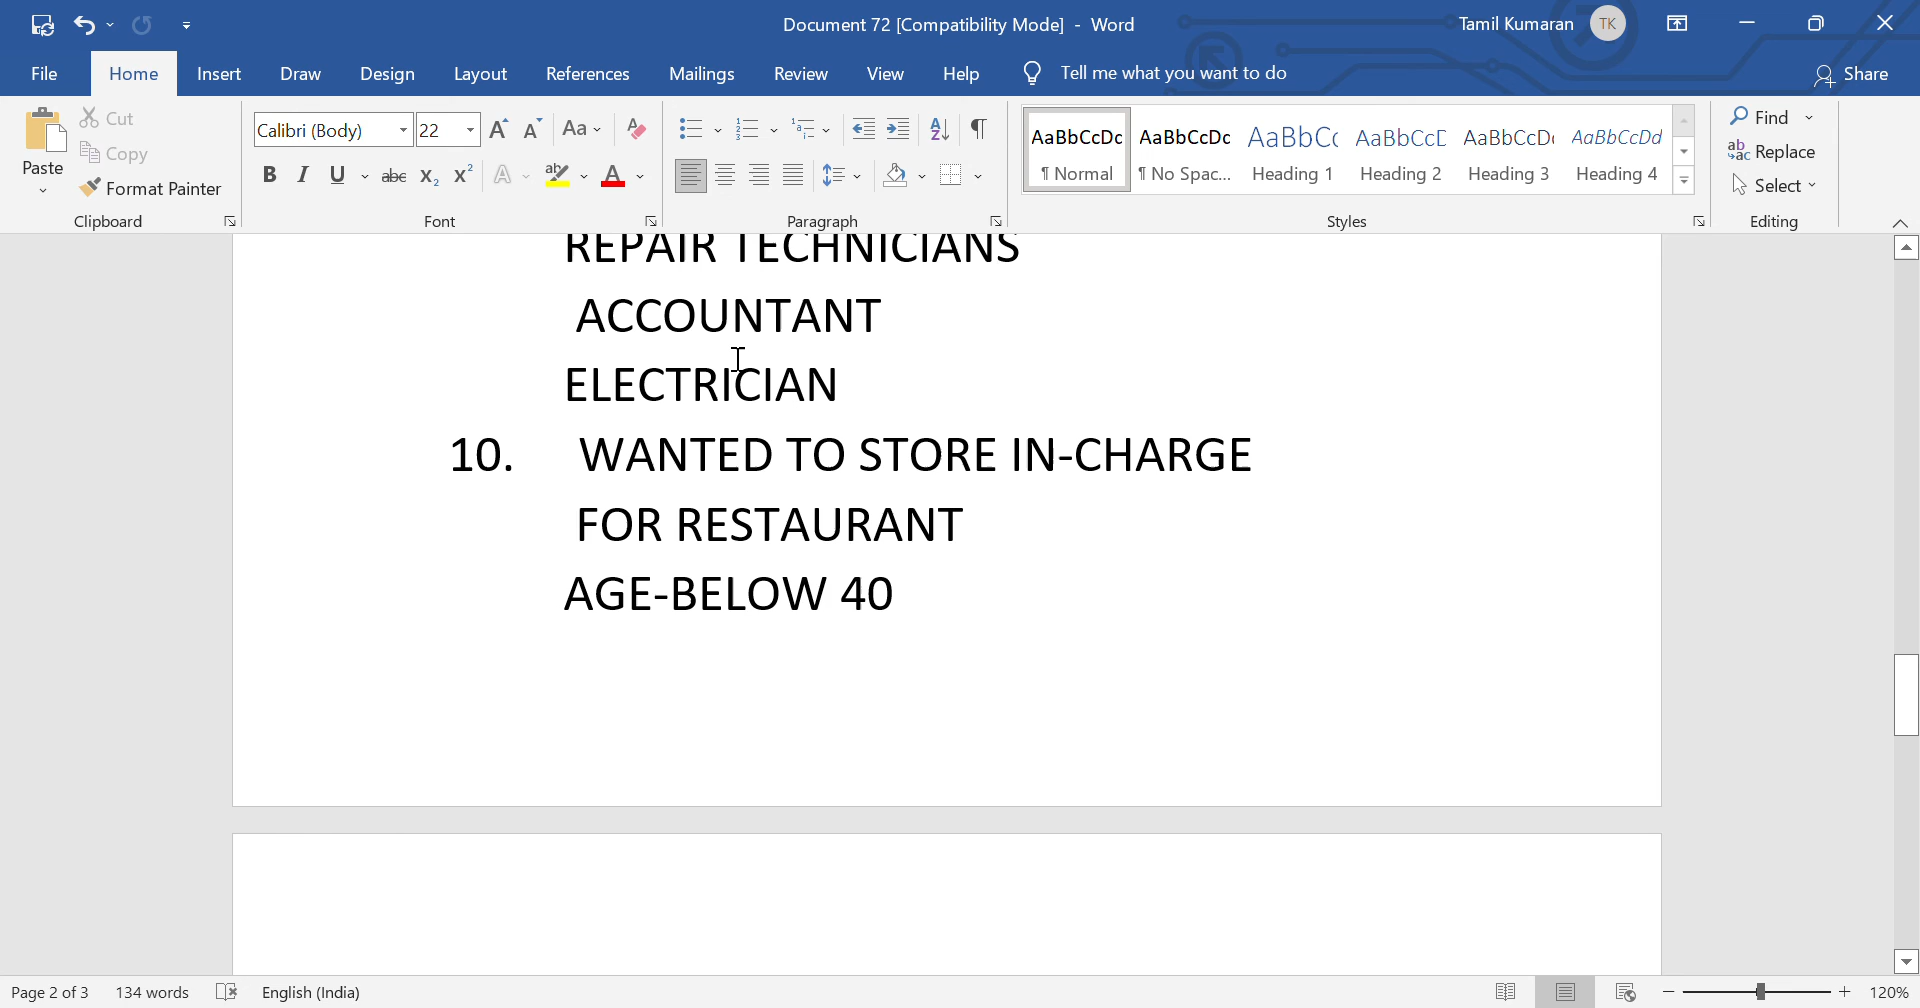 Document 72 [Compatibility Mode] - Word
Tamil Kumaran TK
File Home Insert Draw Design Layout References Mailings Review View Help Tell me what you want to do Share
Paste
Cut
Copy
Format Painter
Clipboard
Calibri (Body) 22
Font
Paragraph
AaBbCcDc AaBbCcDc AaBbCc AaBbCcC AaBbCcDc AaBbCcDd
¶ Normal ¶ No Spac... Heading 1 Heading 2 Heading 3 Heading 4
Styles
Find
Replace
Select
Editing
REPAIR TECHNICIANS
ACCOUNTANT
ELECTRICIAN
10. WANTED TO STORE IN-CHARGE
FOR RESTAURANT
AGE-BELOW 40
Page 2 of 3 134 words English (India) 120%